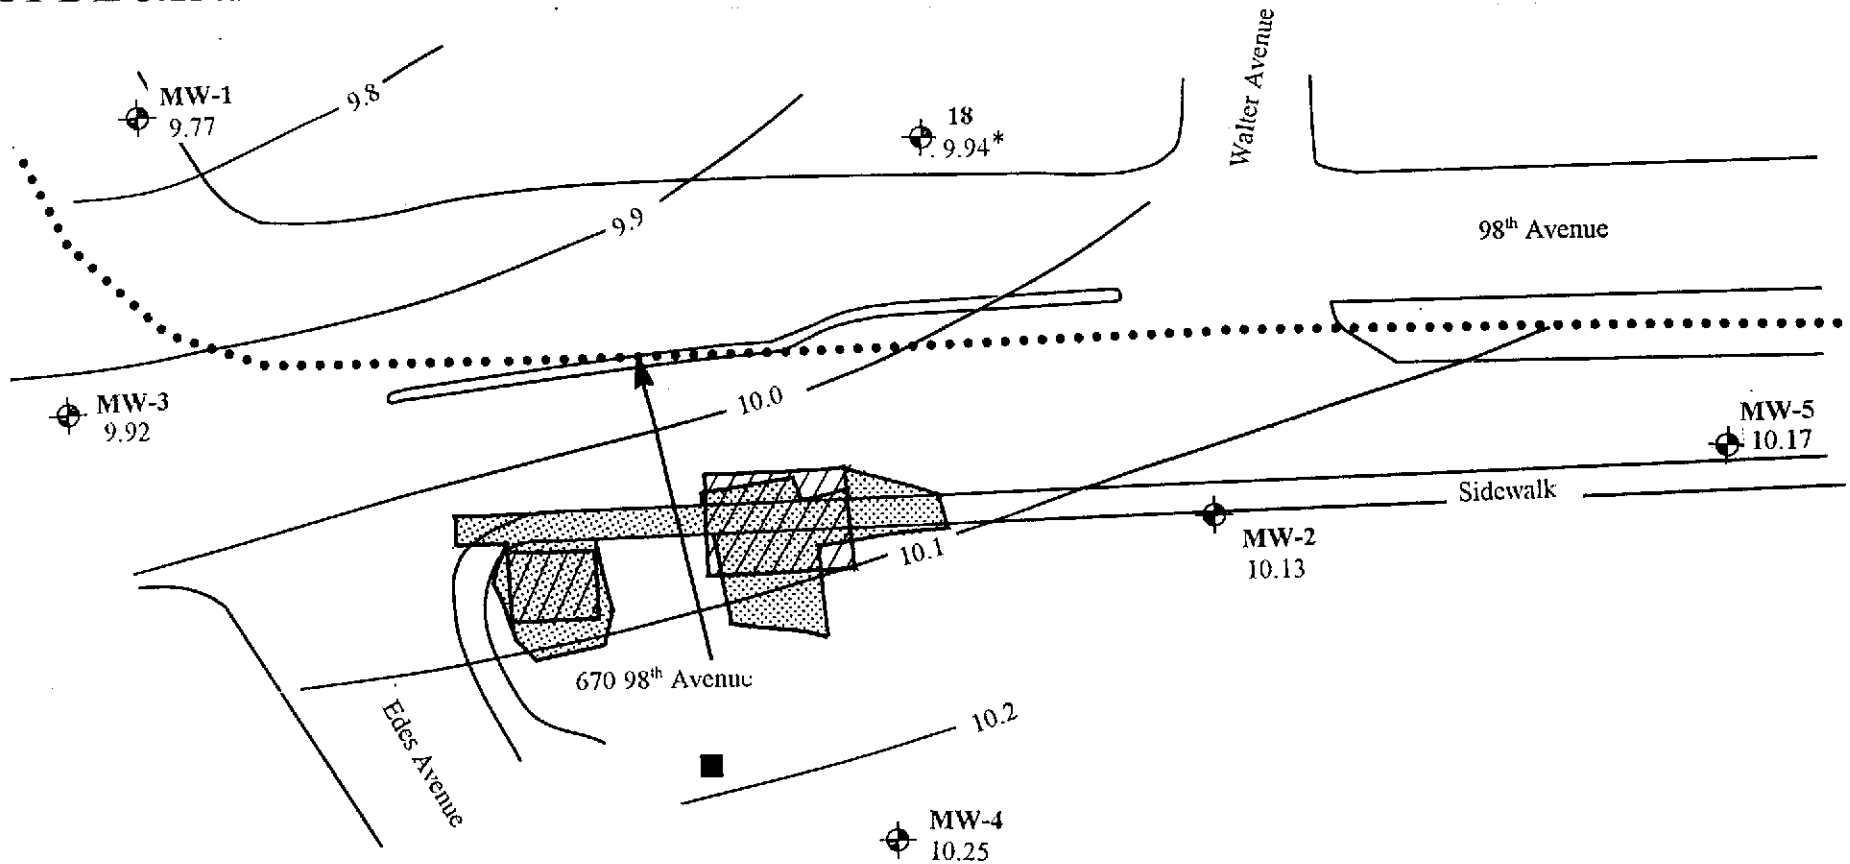 Walter Avenue
9.8
MW-1
9.77
18
9.94*
9.9
98th Avenue
10.0
MW-3
9.92
MW-5
10.17
Sidewalk
MW-2
10.13
10.1
670 98th Avenue
Edes Avenue
10.2
MW-4
10.25